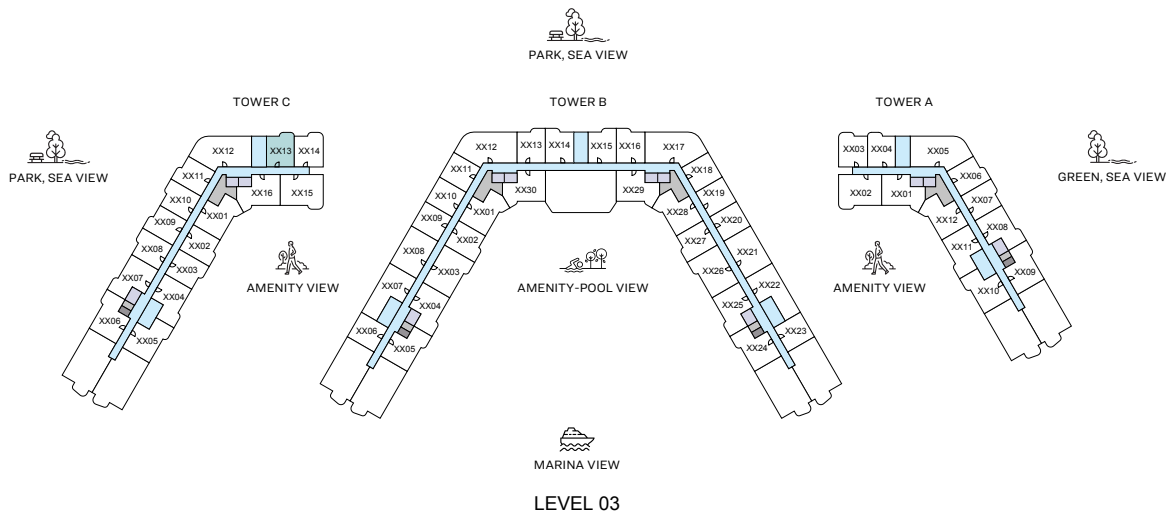 PARK, SEA VIEW
TOWER C
TOWER B
TOWER A
PARK, SEA VIEW
GREEN, SEA VIEW
XX12
XX13
XX14
XX11
XX16
XX15
XX10
XX01
XX09
XX02
XX08
XX03
XX07
XX04
XX06
XX05
AMENITY VIEW
XX12
XX13
XX14
XX15
XX16
XX17
XX11
XX30
XX29
XX18
XX10
XX01
XX28
XX19
XX09
XX02
XX27
XX20
XX08
XX03
XX26
XX21
XX07
XX04
XX25
XX22
XX06
XX05
XX24
XX23
AMENITY-POOL VIEW
XX03
XX04
XX05
XX02
XX01
XX06
XX12
XX07
XX11
XX08
XX10
XX09
AMENITY VIEW
MARINA VIEW
LEVEL 03